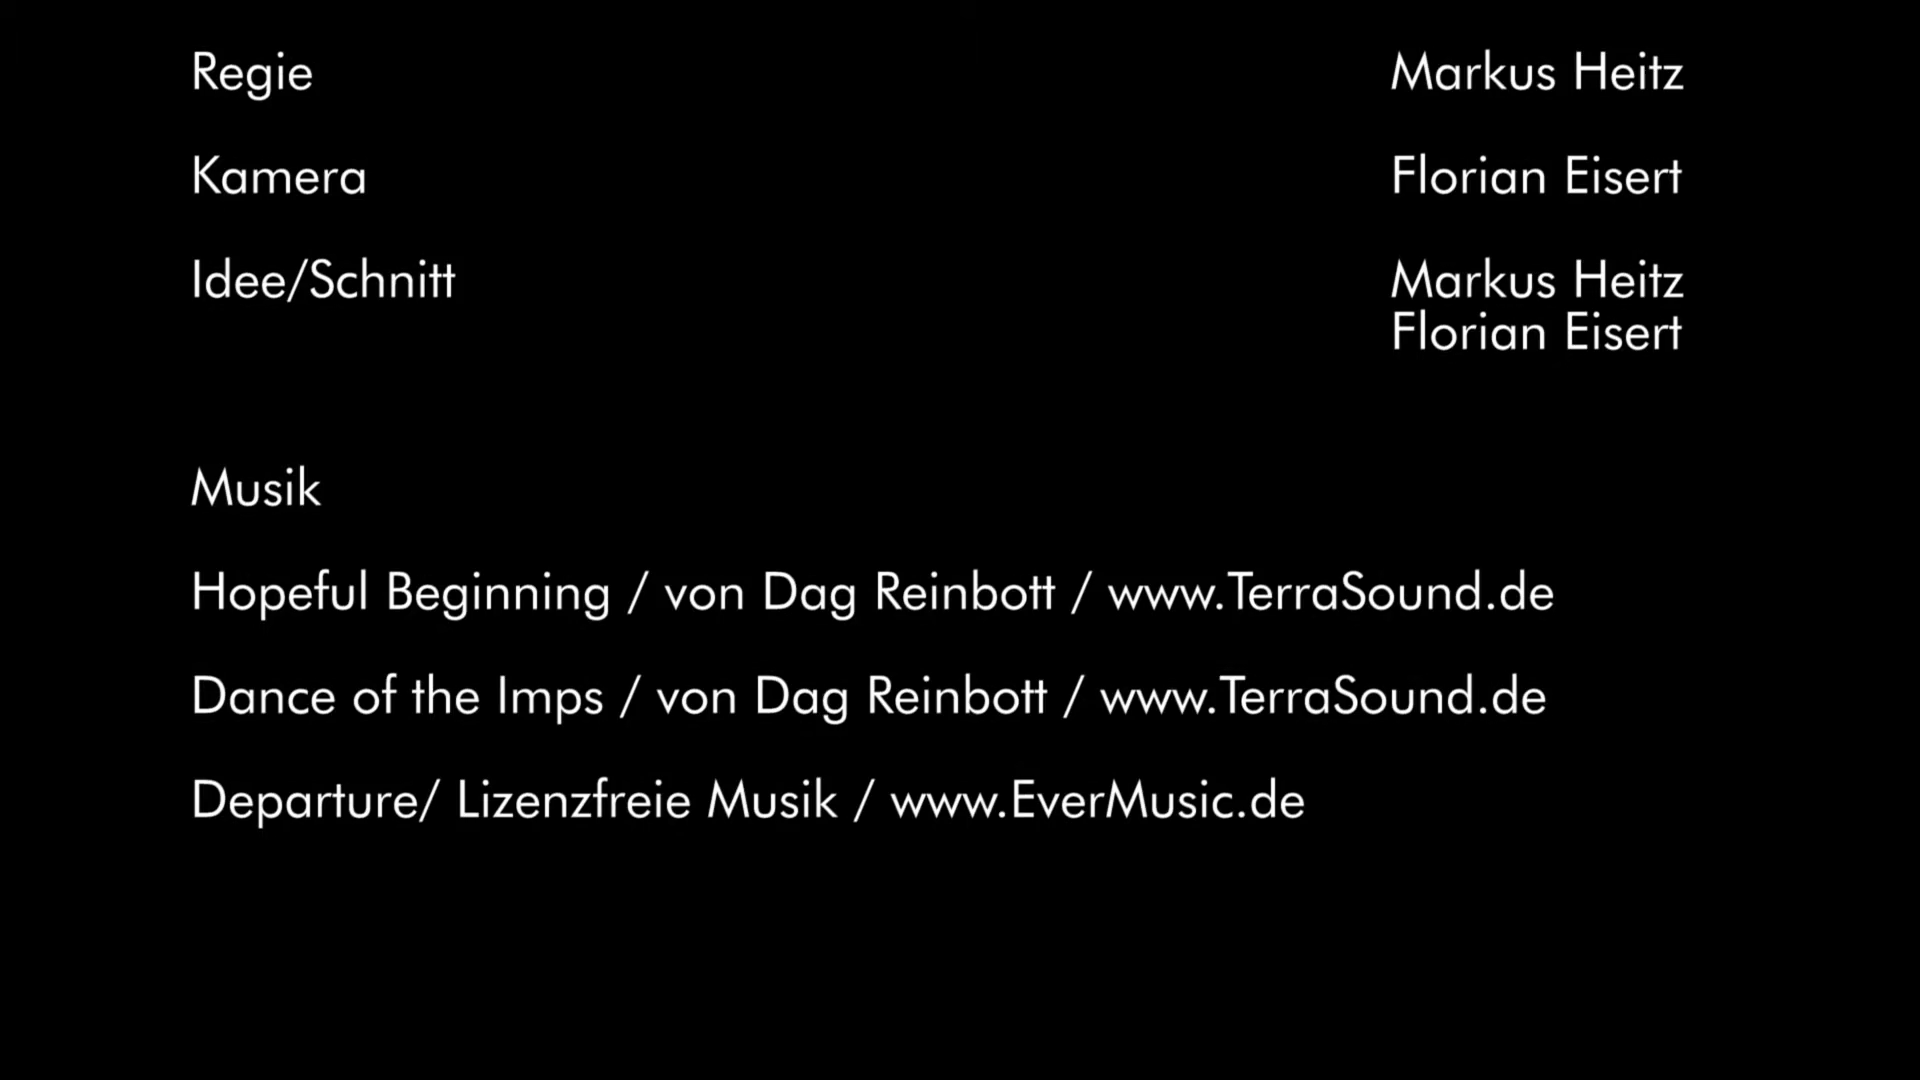 Regie Markus Heitz
Kamera Florian Eisert
Idee/Schnitt Markus Heitz
Florian Eisert
Musik
Hopeful Beginning / von Dag Reinbott / www.TerraSound.de
Dance of the Imps / von Dag Reinbott / www.TerraSound.de
Departure/ Lizenzfreie Musik / www.EverMusic.de